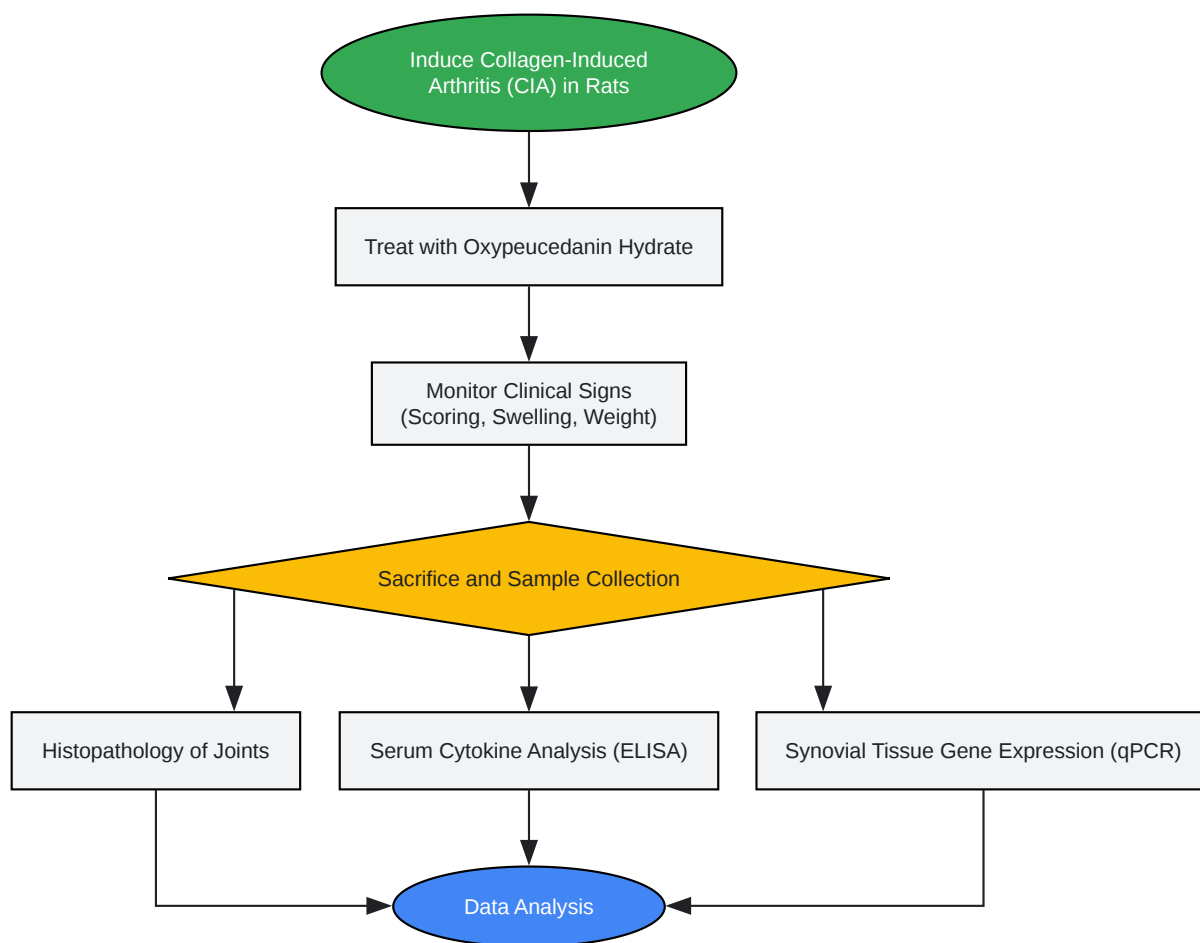 Induce Collagen-Induced
Arthritis (CIA) in Rats
Treat with Oxypeucedanin Hydrate
Monitor Clinical Signs
(Scoring, Swelling, Weight)
Sacrifice and Sample Collection
Histopathology of Joints
Serum Cytokine Analysis (ELISA)
Synovial Tissue Gene Expression (qPCR)
Data Analysis